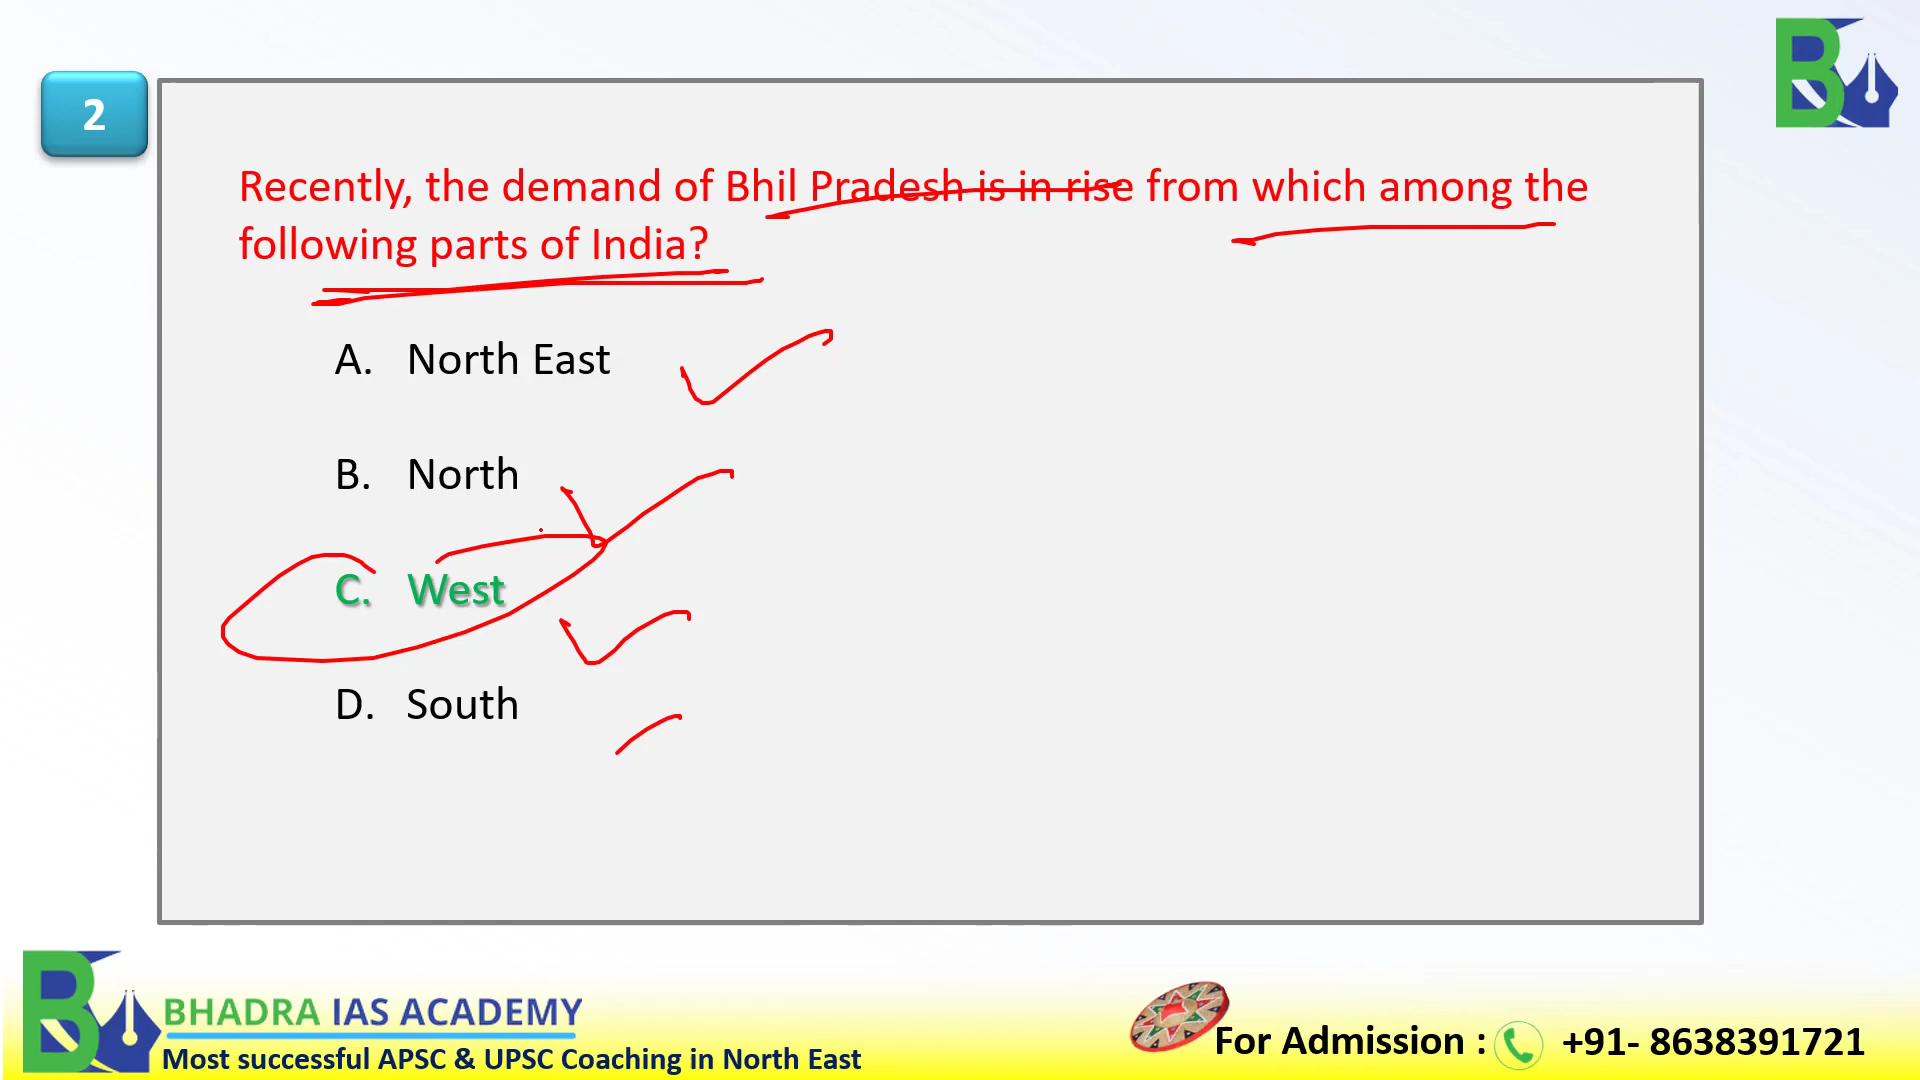 2
Recently, the demand of Bhil Pradesh is in rise from which among the
following parts of India?
A. North East
B. North
C. West
D. South
BHADRA IAS ACADEMY
Most successful APSC & UPSC Coaching in North East
For Admission : +91- 8638391721